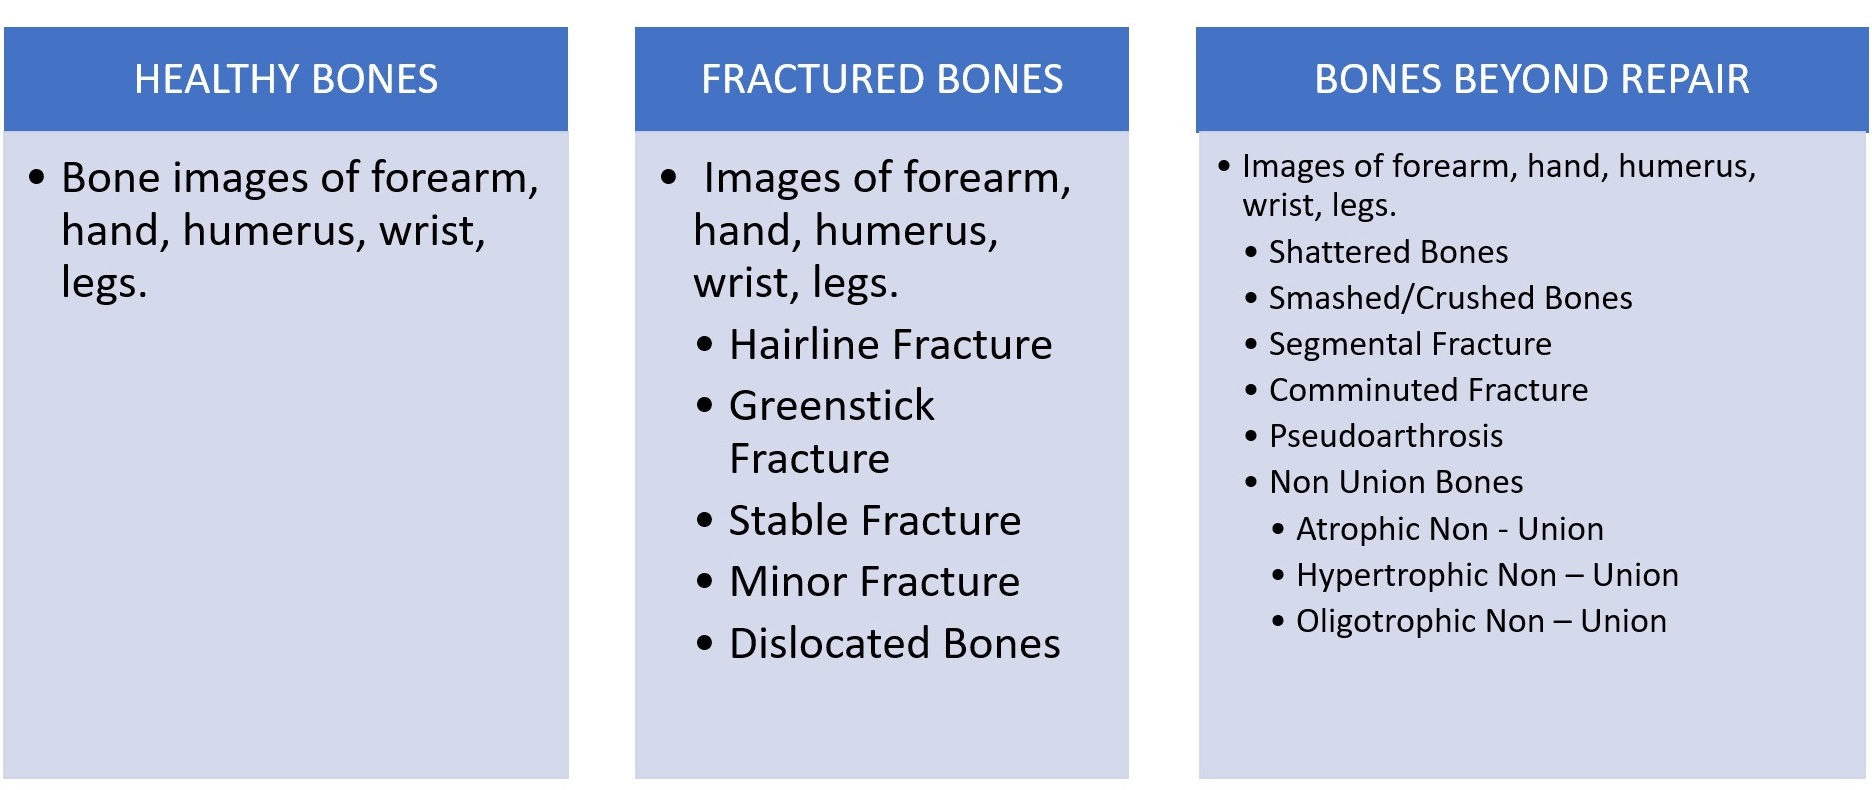 HEALTHY BONES
• Bone images of forearm,
hand, humerus, wrist,
legs.
FRACTURED BONES
• Images of forearm,
hand, humerus,
wrist, legs.
• Hairline Fracture
• Greenstick
Fracture
• Stable Fracture
• Minor Fracture
• Dislocated Bones
BONES BEYOND REPAIR
• Images of forearm, hand, humerus,
wrist, legs.
• Shattered Bones
• Smashed/Crushed Bones
• Segmental Fracture
• Comminuted Fracture
• Pseudoarthrosis
• Non Union Bones
• Atrophic Non - Union
• Hypertrophic Non – Union
• Oligotrophic Non – Union